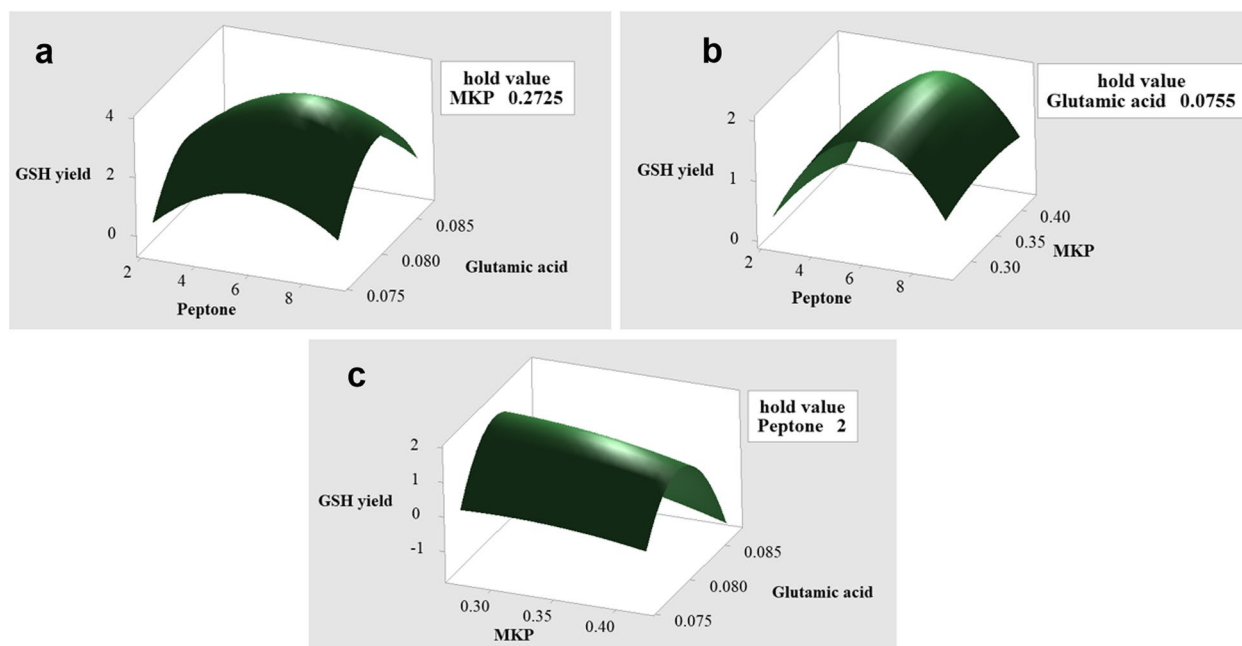 a
hold value
MKP 0.2725
4
2
0
GSH yield
2
4
6
8
Peptone
0.075
0.080
0.085
Glutamic acid
b
hold value
Glutamic acid 0.0755
2
1
0
GSH yield
2
4
6
8
Peptone
0.30
0.35
0.40
MKP
c
hold value
Peptone 2
2
1
0
-1
GSH yield
0.30
0.35
0.40
MKP
0.075
0.080
0.085
Glutamic acid